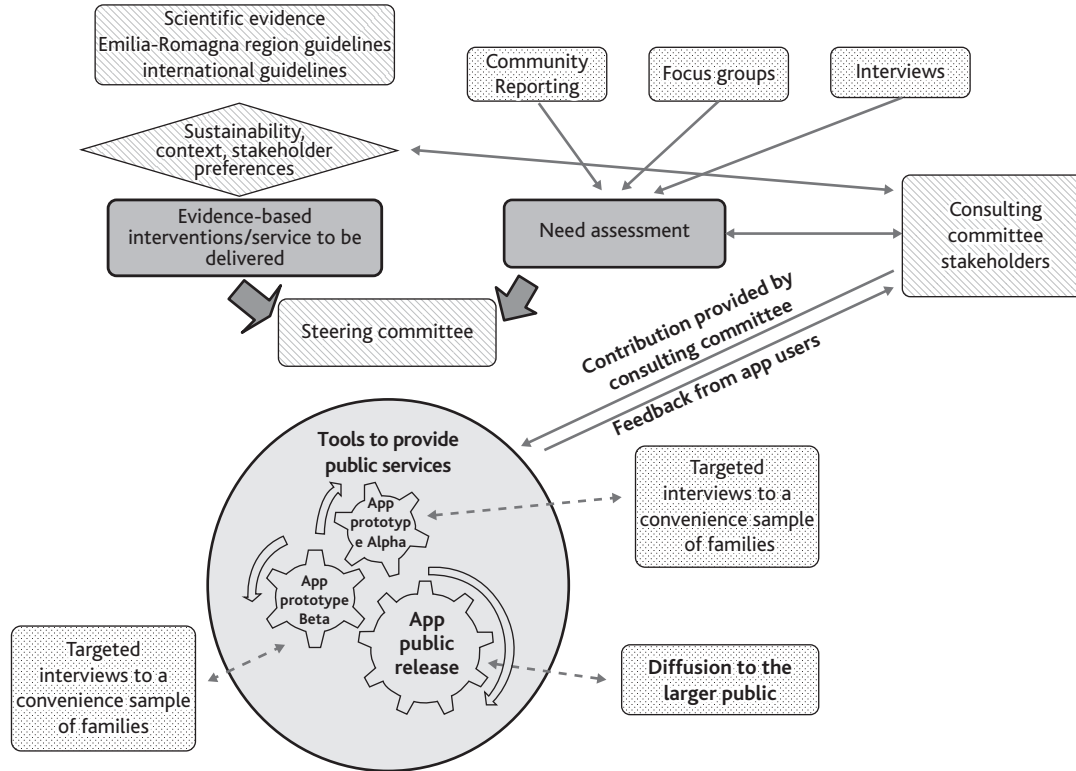 Scientific evidence
Emilia-Romagna region guidelines
international guidelines
Community
Reporting
Focus groups
Interviews
Sustainability,
context, stakeholder
preferences
Evidence-based
interventions/service to be
delivered
Need assessment
Consulting
committee
stakeholders
Steering committee
Contribution provided by
consulting committee
Feedback from app users
Tools to provide
public services
App
prototyp
e Alpha
App
prototype
Beta
App
public
release
Targeted
interviews to a
convenience sample
of families
Targeted
interviews to a
convenience sample
of families
Diffusion to the
larger public